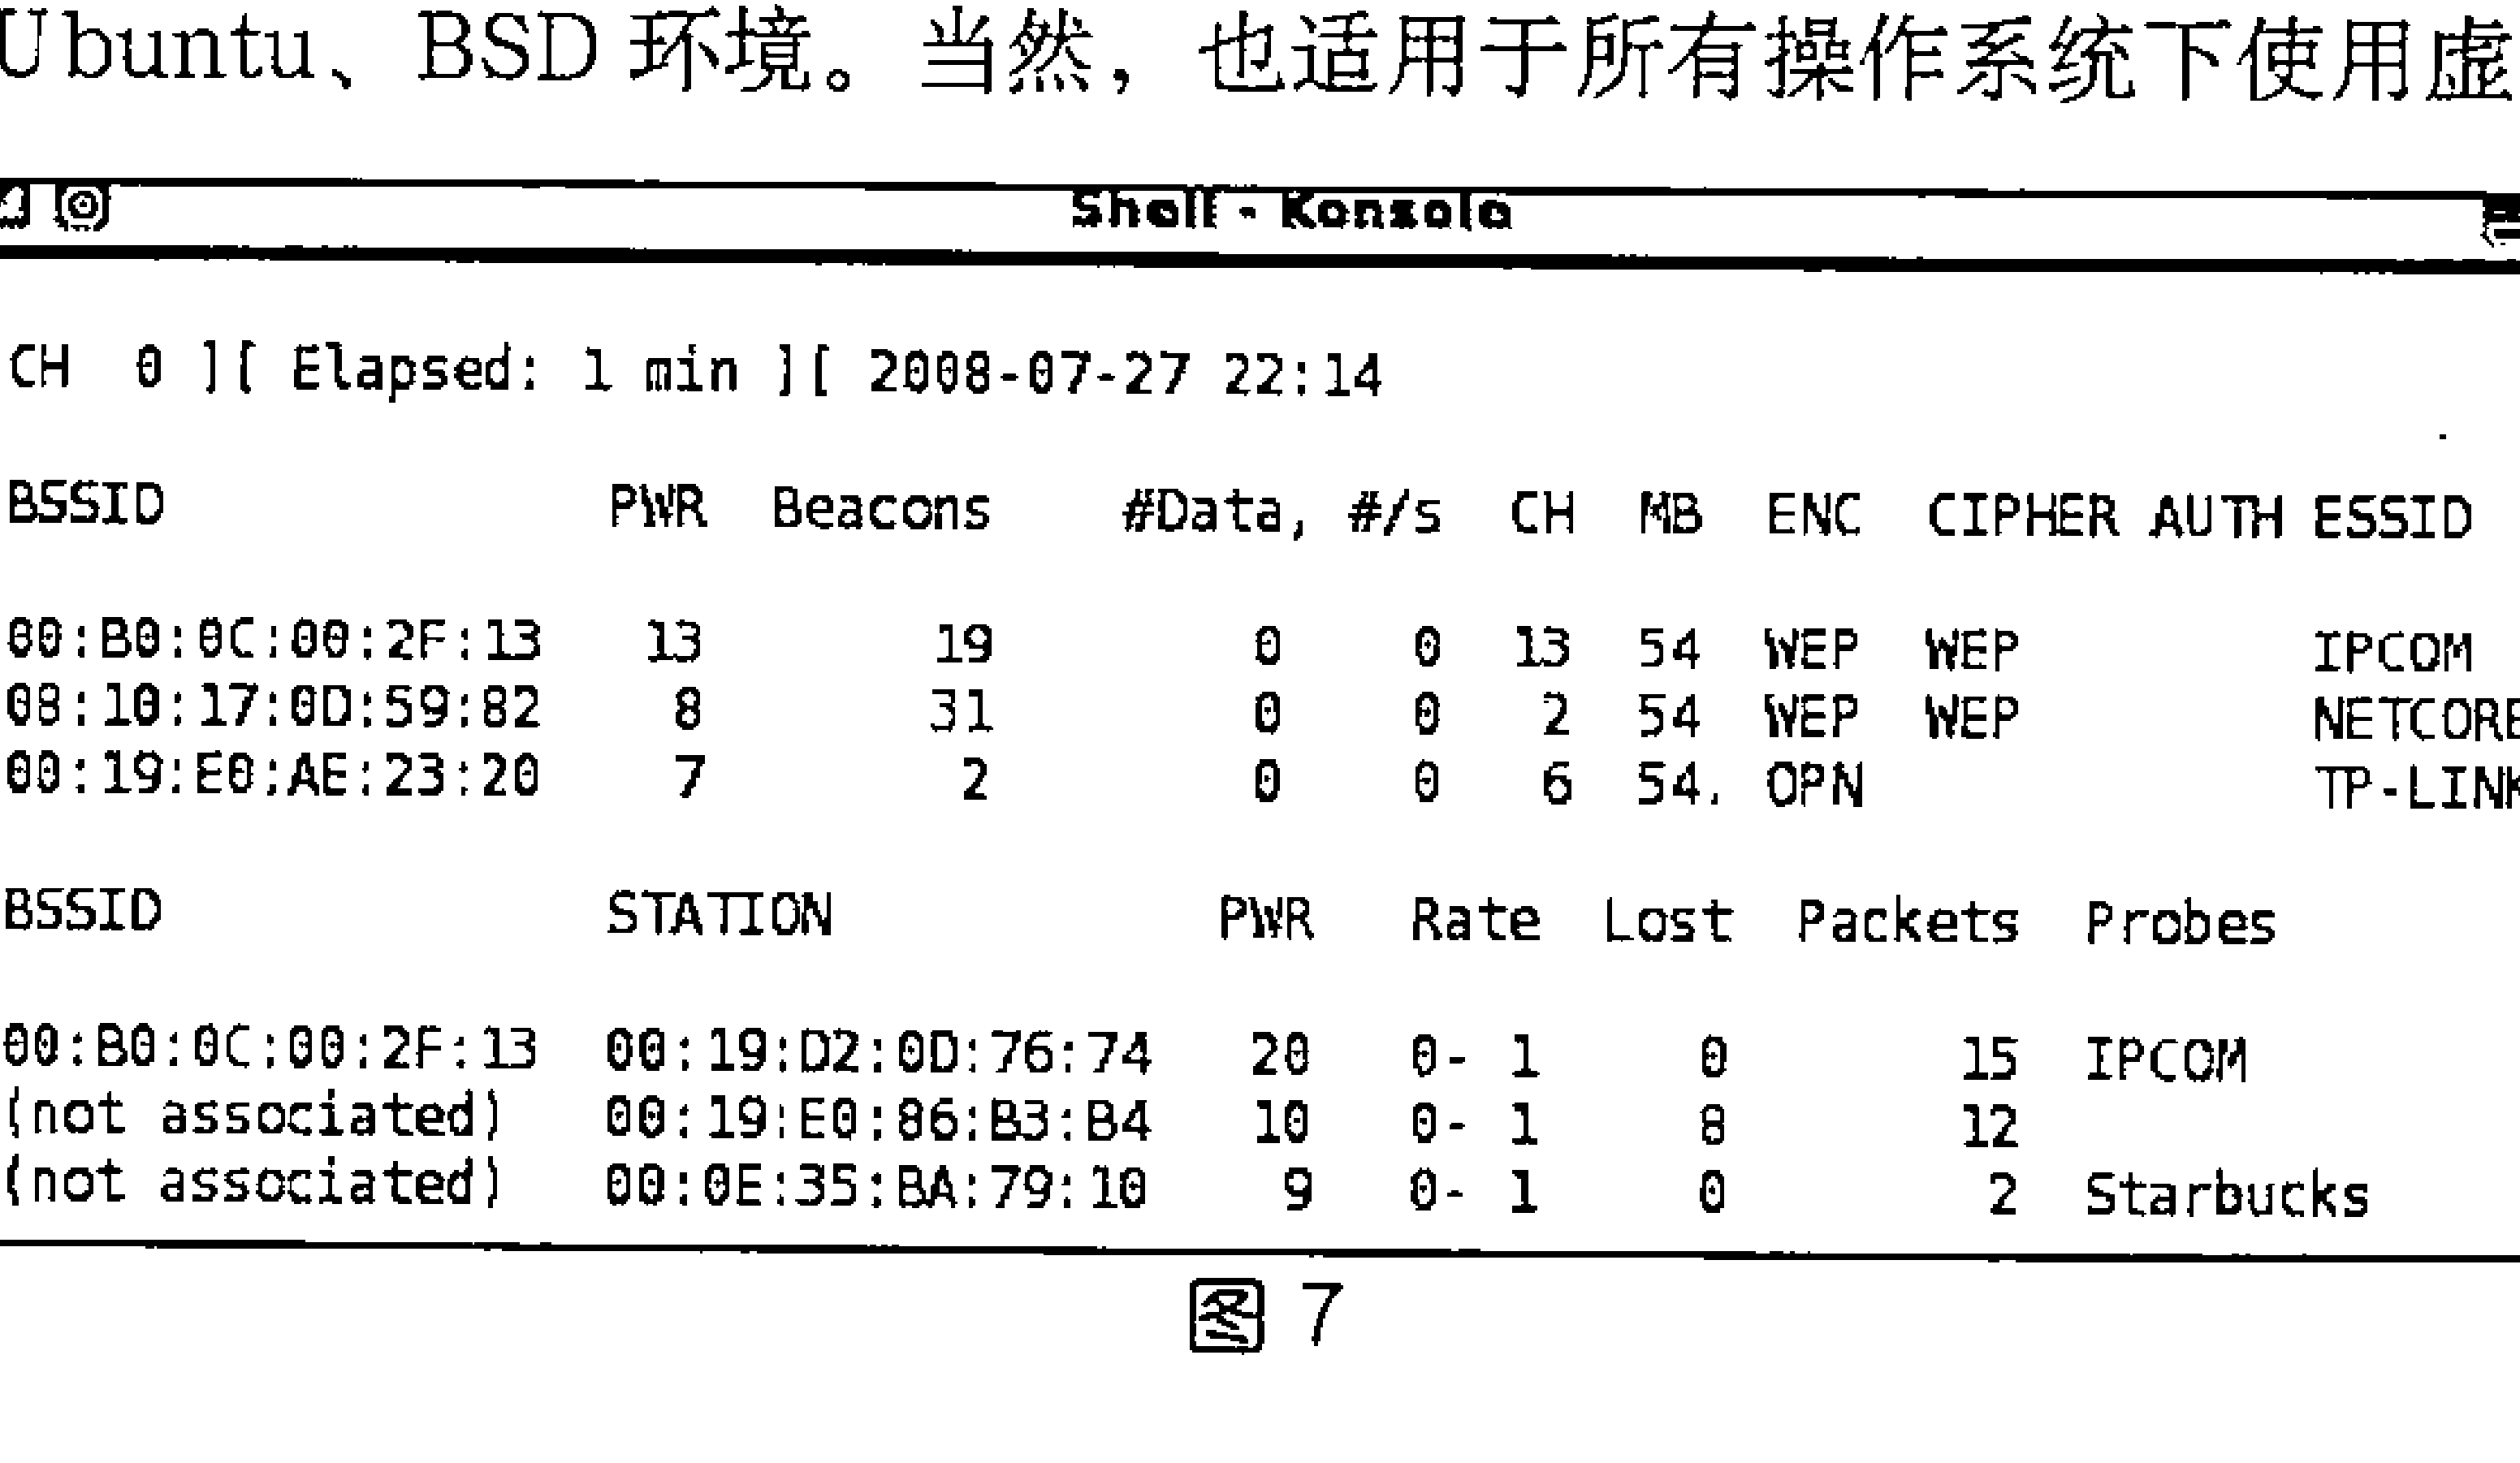 Ubuntu、BSD 环境。当然，也适用于所有操作系统下使用虚
Shell - Konsole
CH 0 ][ Elapsed: 1 min ][ 2008-07-27 22:14
BSSID PWR Beacons #Data, #/s CH MB ENC CIPHER AUTH ESSID
00:B0:0C:00:2F:13 13 19 0 0 13 54 WEP WEP IPCOM
08:10:17:0D:59:82 8 31 0 0 2 54 WEP WEP NETCORE
00:19:E0:AE:23:20 7 2 0 0 6 54. OPN TP-LINK
BSSID STATION PWR Rate Lost Packets Probes
00:B0:0C:00:2F:13 00:19:D2:0D:76:74 20 0- 1 0 15 IPCOM
(not associated) 00:19:E0:86:B3:B4 10 0- 1 8 12
(not associated) 00:0E:35:BA:79:10 9 0- 1 0 2 Starbucks
图 7